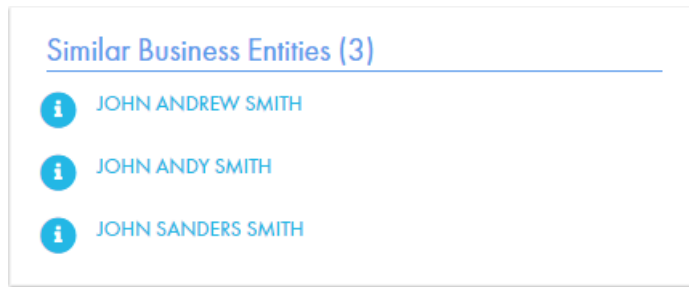 Similar Business Entities (3)
JOHN ANDREW SMITH
JOHN ANDY SMITH
JOHN SANDERS SMITH